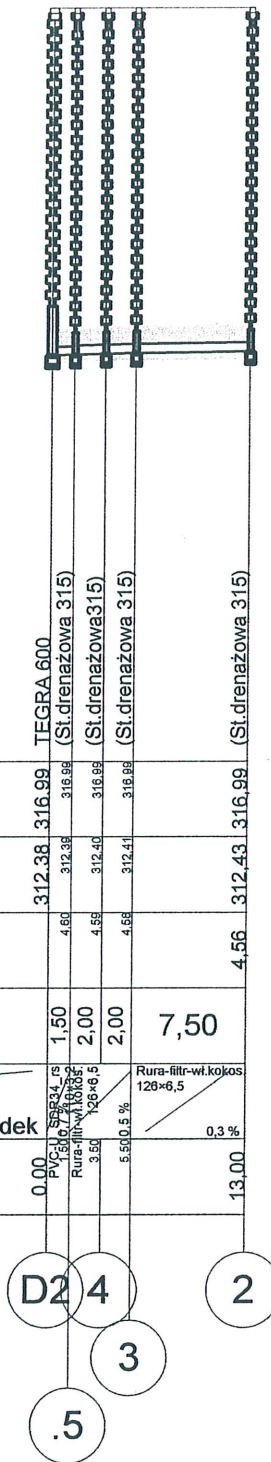 TEGRA 600
(St.drenażowa 315)
(St.drenażowa315)
(St.drenażowa 315)
(St.drenażowa 315)
316.99
316,99
316,99
316,99
316,99
312.38
312,39
312,40
312,41
312,43
4,60
4,59
4,56
1,50
2,00
2,00
7,50
PVC-U_SDR34_rs
Rura-filtr-wł.kokos.
126×6,5
Rura-filtr-wł.kokos.
126×6,5
0,5 %
0,3 %
dek
0.00
3.50
5.50
13,00
D2
4
2
3
.5